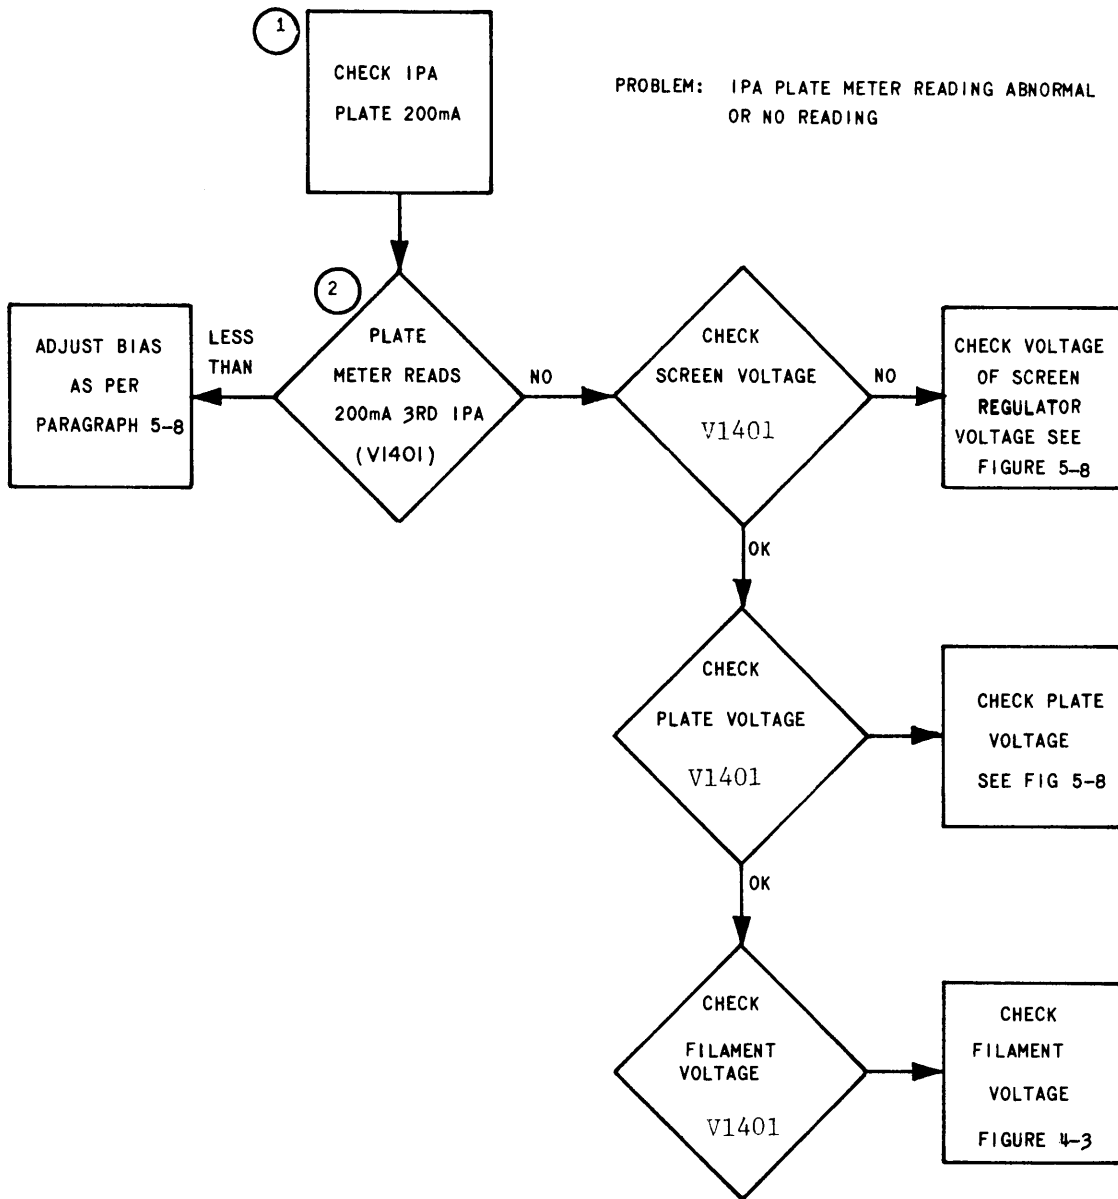 1
CHECK IPA
PLATE 200mA
PROBLEM: IPA PLATE METER READING ABNORMAL
OR NO READING
2
PLATE
METER READS
200mA 3RD IPA
(V1401)
LESS
THAN
ADJUST BIAS
AS PER
PARAGRAPH 5-8
NO
CHECK
SCREEN VOLTAGE
V1401
NO
CHECK VOLTAGE
OF SCREEN
REGULATOR
VOLTAGE SEE
FIGURE 5-8
OK
CHECK
PLATE VOLTAGE
V1401
CHECK PLATE
VOLTAGE
SEE FIG 5-8
OK
CHECK
FILAMENT
VOLTAGE
V1401
CHECK
FILAMENT
VOLTAGE
FIGURE 4-3